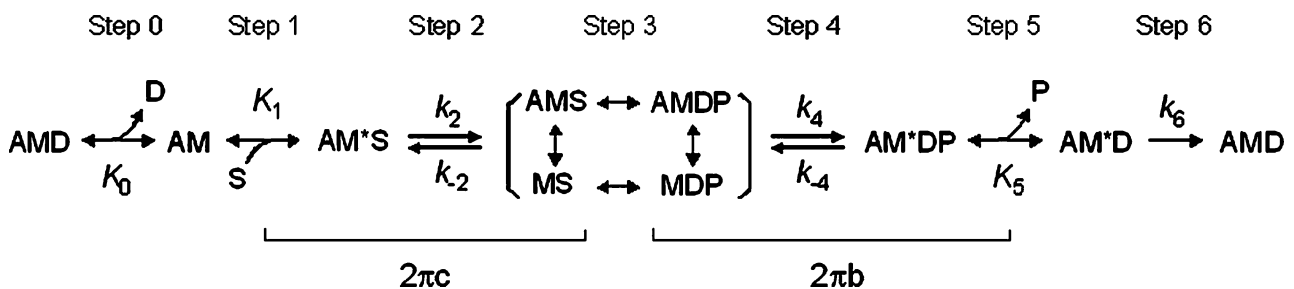 Step 0 Step 1 Step 2 Step 3 Step 4 Step 5 Step 6
D K1 k2 AMS AMDP k4 P k6
AMD AM AM*S AM*DP AM*D AMD
K0 S k-2 MS MDP k-4 K5
2πc 2πb